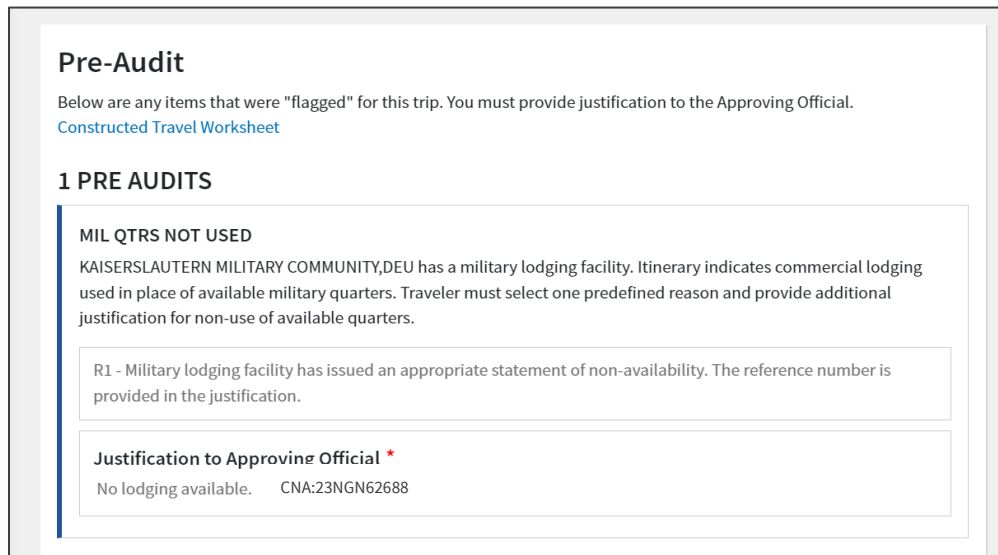 Pre-Audit
Below are any items that were "flagged" for this trip. You must provide justification to the Approving Official.
Constructed Travel Worksheet
1 PRE AUDITS
MIL QTRS NOT USED
KAISERSLAUTERN MILITARY COMMUNITY,DEU has a military lodging facility. Itinerary indicates commercial lodging
used in place of available military quarters. Traveler must select one predefined reason and provide additional
justification for non-use of available quarters.
R1 - Military lodging facility has issued an appropriate statement of non-availability. The reference number is
provided in the justification.
Justification to Approving Official *
No lodging available. CNA:23NGN62688